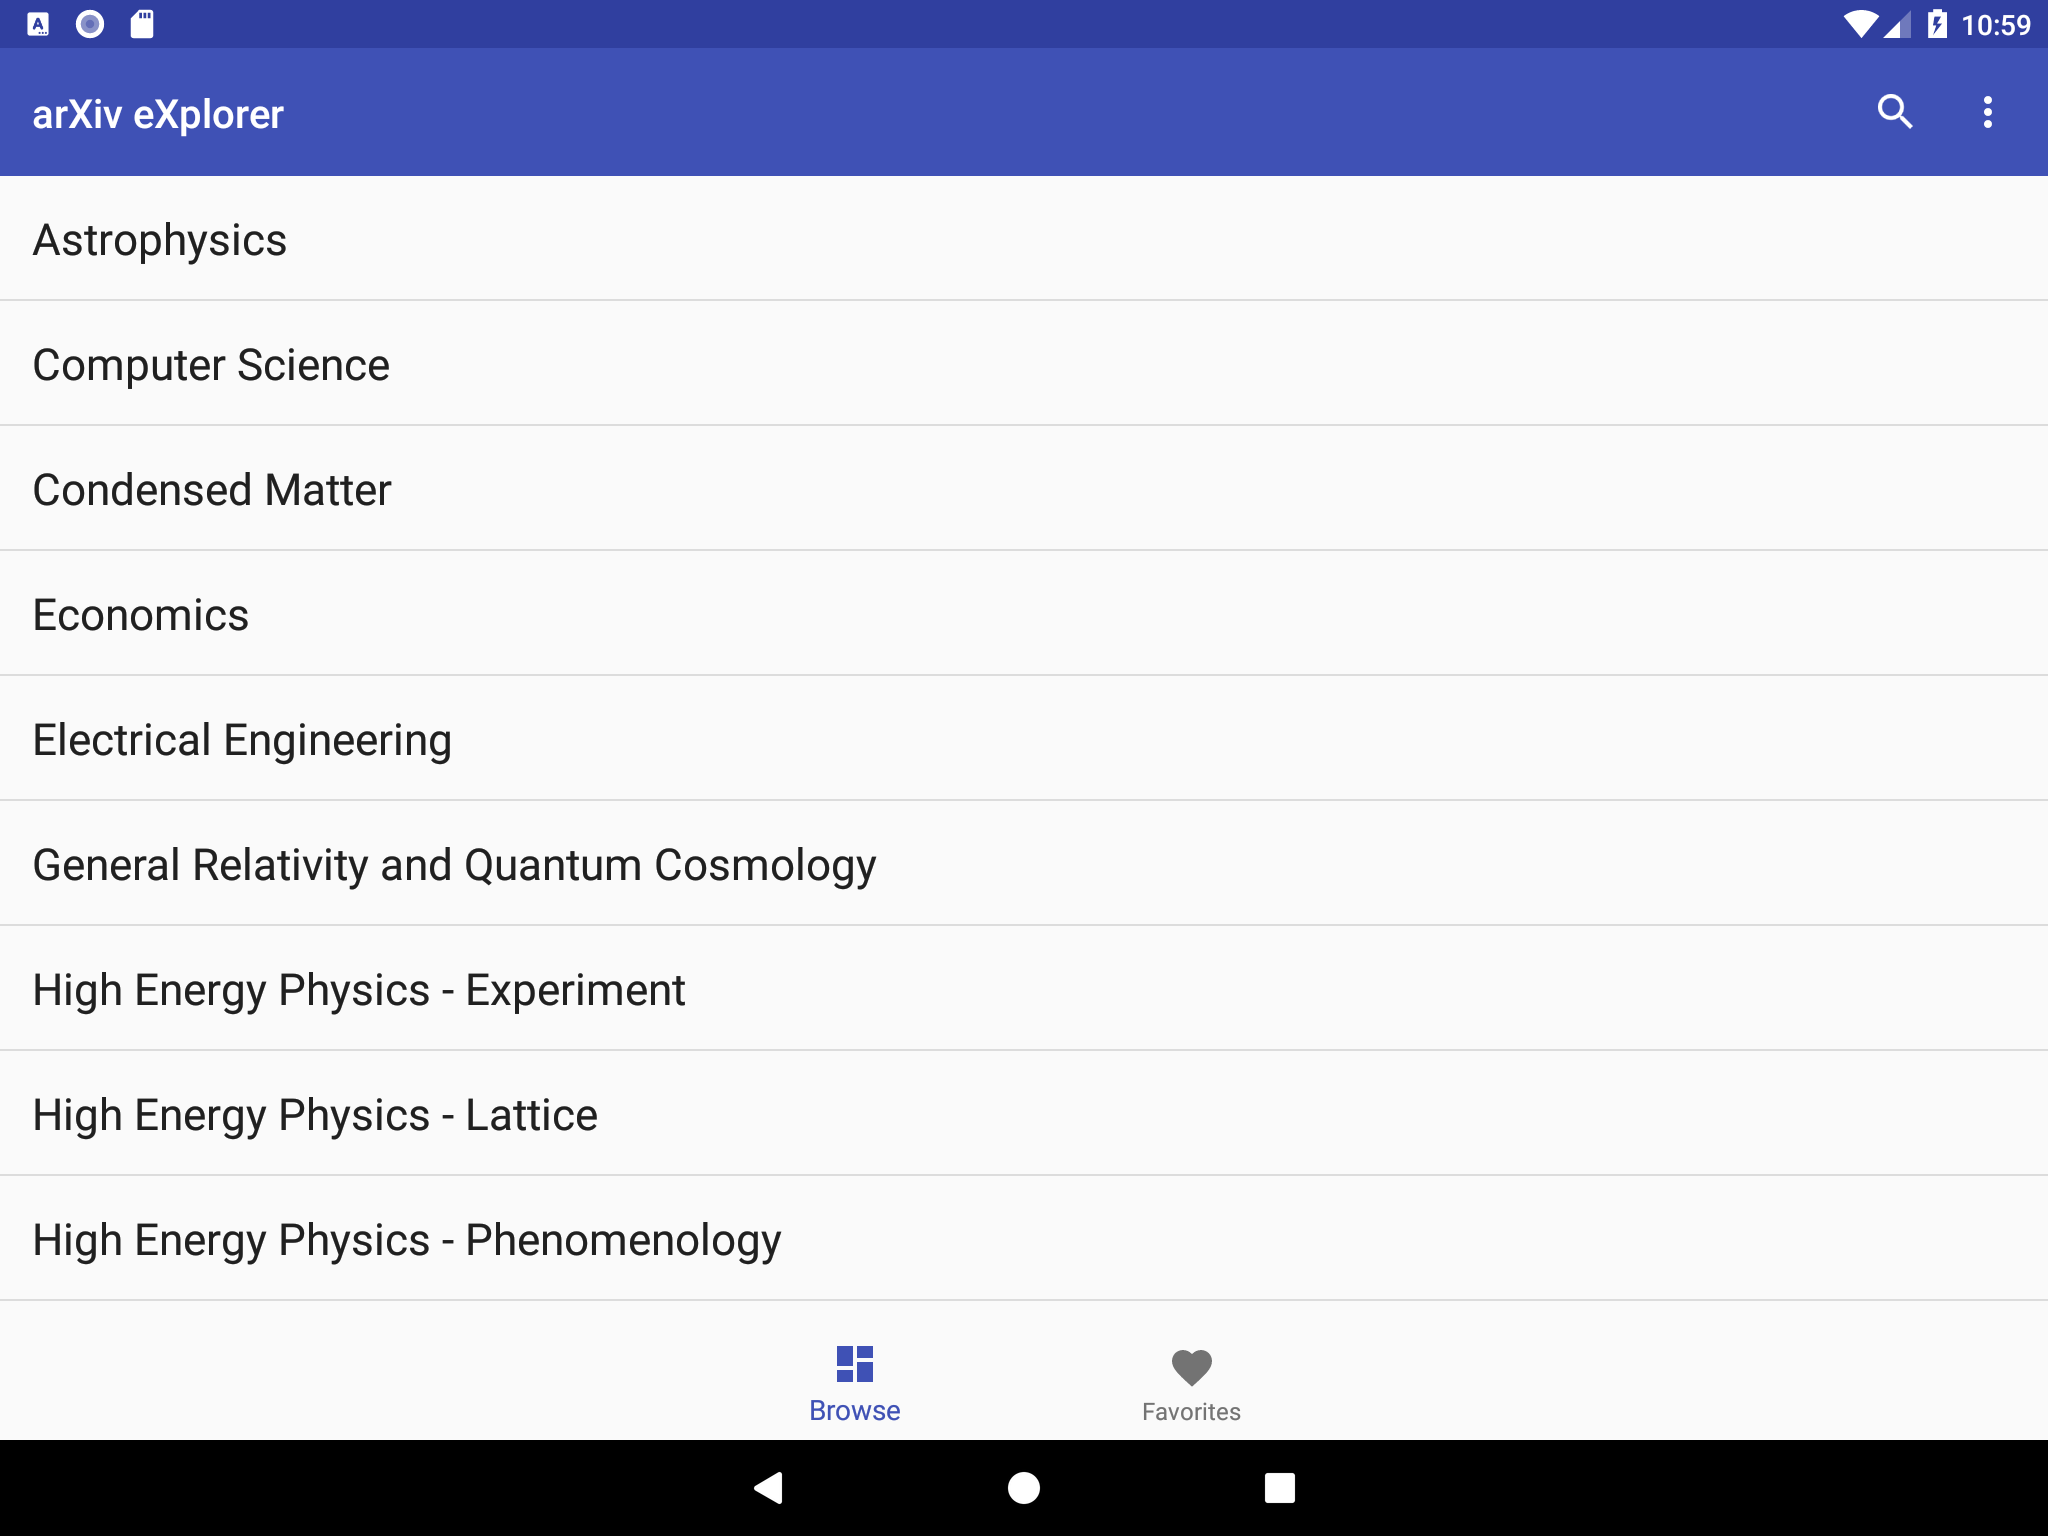 10:59
arXiv eXplorer
Astrophysics
Computer Science
Condensed Matter
Economics
Electrical Engineering
General Relativity and Quantum Cosmology
High Energy Physics - Experiment
High Energy Physics - Lattice
High Energy Physics - Phenomenology
Browse
Favorites